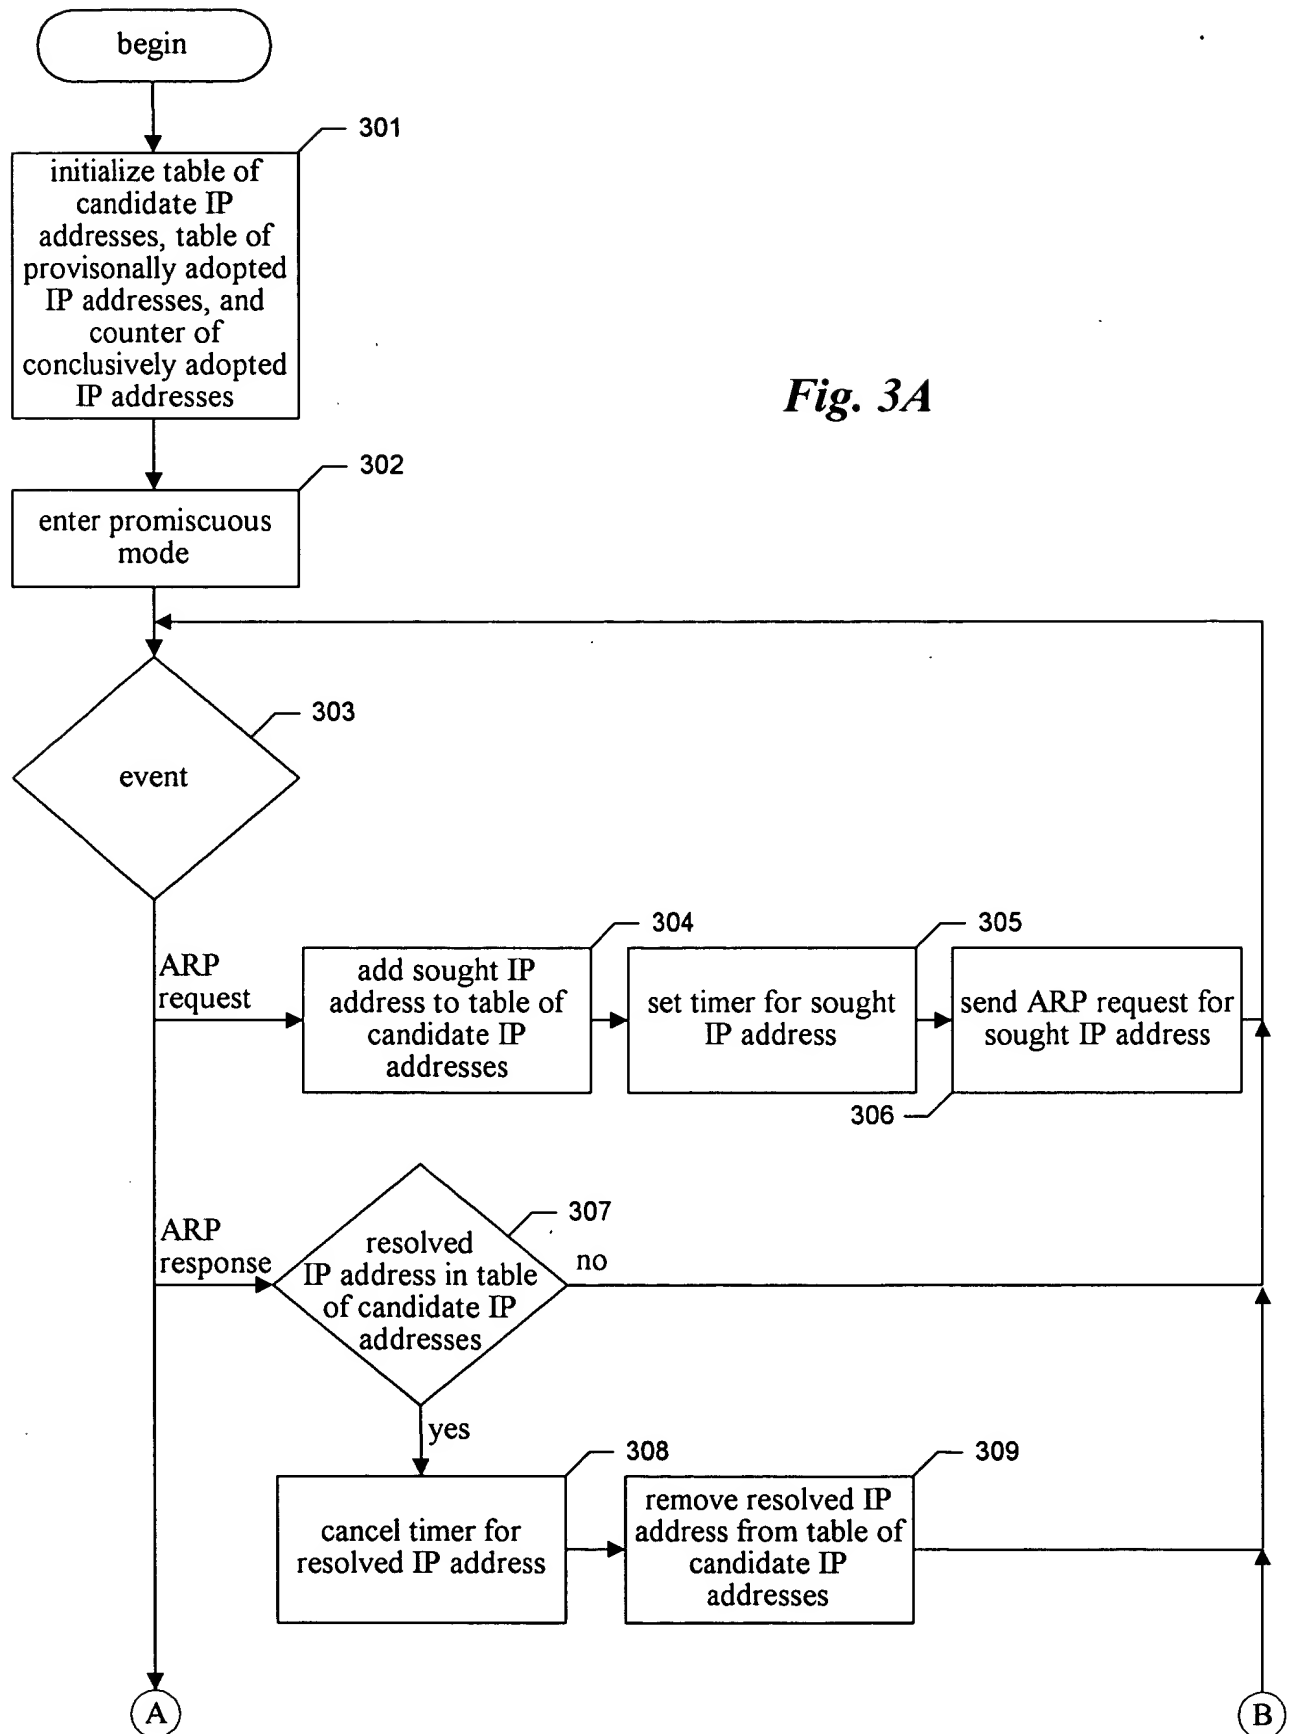 begin
301
initialize table of
candidate IP
addresses, table of
provisonally adopted
IP addresses, and
counter of
conclusively adopted
IP addresses
Fig. 3A
302
enter promiscuous
mode
303
event
ARP
request
304
add sought IP
address to table of
candidate IP
addresses
305
set timer for sought
IP address
send ARP request for
sought IP address
306
ARP
response
307
resolved
IP address in table
of candidate IP
addresses
no
yes
308
cancel timer for
resolved IP address
309
remove resolved IP
address from table of
candidate IP
addresses
A
B